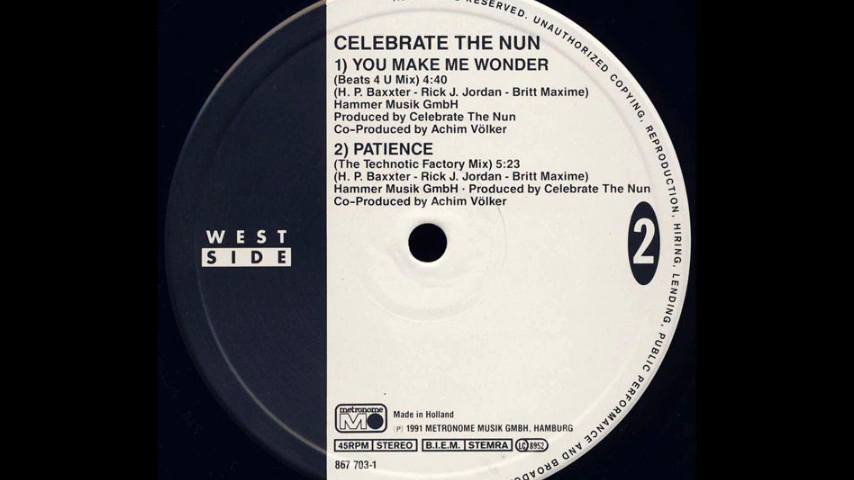 CELEBRATE THE NUN
1) YOU MAKE ME WONDER
(Beats 4 U Mix) 4:40
(H. P. Baxxter - Rick J. Jordan - Britt Maxime)
Hammer Musik GmbH
Produced by Celebrate The Nun
Co-Produced by Achim Völker
2) PATIENCE
(The Technotic Factory Mix) 5:23
(H. P. Baxxter - Rick J. Jordan - Britt Maxime)
Hammer Musik GmbH · Produced by Celebrate The Nun
Co-Produced by Achim Völker
WEST
SIDE
2
metronome
M
Made in Holland
(P) 1991 METRONOME MUSIK GMBH, HAMBURG
45RPM STEREO B.I.E.M. STEMRA LC 8952
867 703-1
RESERVED. UNAUTHORIZED COPYING, REPRODUCTION, HIRING, LENDING, PUBLIC PERFORMANCE AND